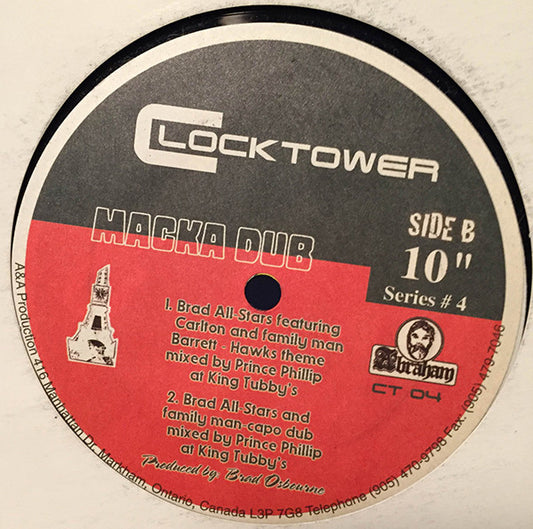 CLOCKTOWER
MACKA DUB
SIDE B
10"
Series # 4
1. Brad All-Stars featuring
Carlton and family man
Barrett - Hawks theme
mixed by Prince Phillip
at King Tubby's
2. Brad All-Stars and
family man-capo dub
mixed by Prince Phillip
at King Tubby's
Produced by: Brad Osbourne
Abraham
CT 04
A&A Production 416 Manhattan Dr. Markham, Ontario, Canada L3P 7G8 Telephone (905) 470-9798 Fax (905) 479-7046